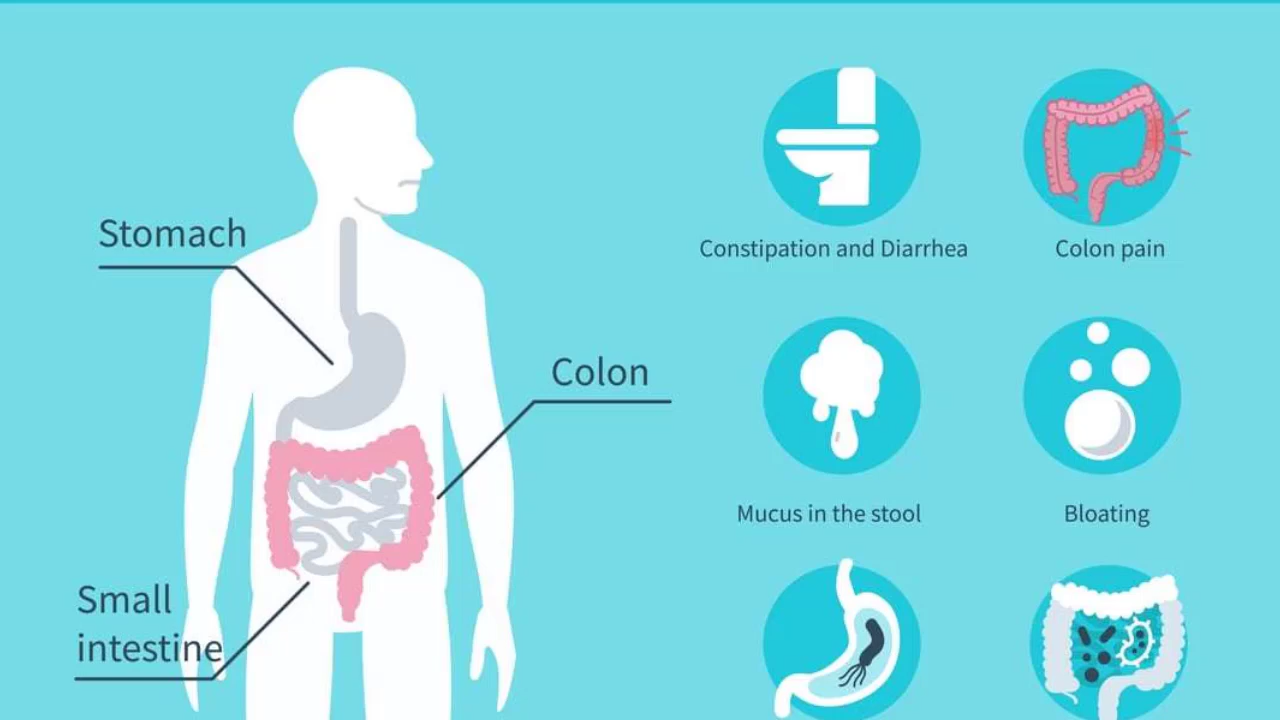 Stomach
Colon
Small
intestine
Constipation and Diarrhea
Colon pain
Mucus in the stool
Bloating